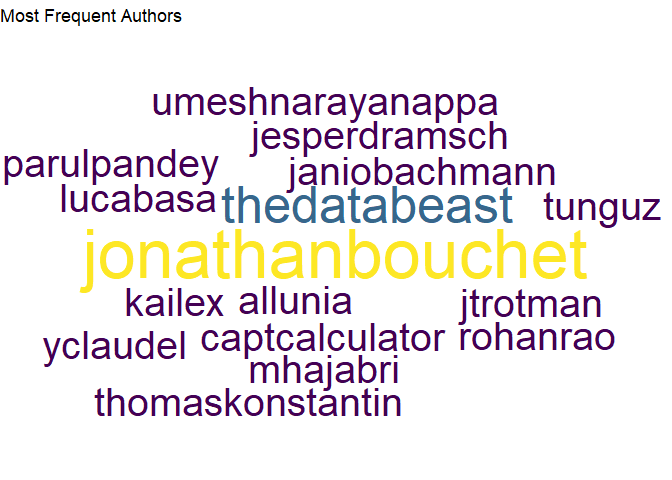 Most Frequent Authors
umeshnarayanappa
jesperdramsch
parulpandey
janiobachmann
lucabasa
thedatabeast
tunguz
jonathanbouchet
kailex
allunia
jtrotman
yclaudel
captcalculator
rohanrao
mhajabri
thomaskonstantin